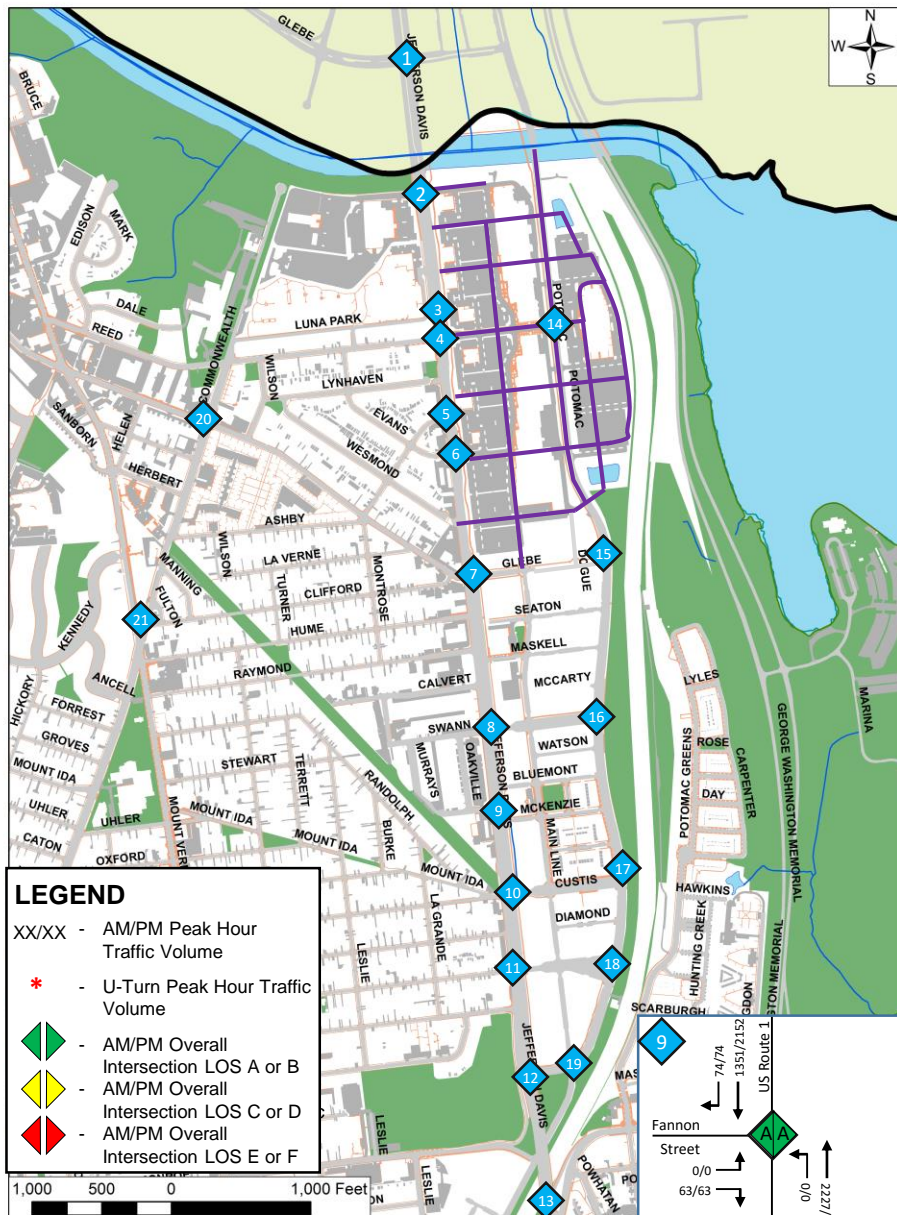 N
W E
S
GLEBE
1
JEFFERSON DAVIS
BRUCE
2
EDISON
MARK
DALE
REED
COMMONWEALTH
LUNA PARK
3
4
POTOMAC
14
WILSON
LYNHAVEN
EVANS
WESMOND
5
6
POTOMAC
SANBORN
HELEN
20
HERBERT
ASHBY
LA VERNE
WILSON
TURNER
CLIFFORD
MONTROSE
HUME
MANNING
FULTON
21
KENNEDY
ANCELL
RAYMOND
7
GLEBE
15
SEATON
MASKELL
MCCARTY
CALVERT
SWANN
8
16
WATSON
BLUEMONT
MCKENZIE
MURRAYS
OAKVILLE
9
MAIN LINE
LYLES
ROSE
DAY
POTOMAC GREENS
CARPENTER
GEORGE WASHINGTON MEMORIAL
MARINA
HICKORY
FORREST
GROVES
MOUNT IDA
UHLER
CATON
UHLER
OXFORD
STEWART
TERRETT
RANDOLPH
MOUNT IDA
MOUNT IDA
BURKE
MOUNT IDA
LA GRANDE
LESLIE
10
CUSTIS
17
DIAMOND
HAWKINS
HUNTING CREEK
11
18
SCARBURGH
12
19
13
LESLIE
LESLIE
POWHATAN
LEGEND
XX/XX - AM/PM Peak Hour
Traffic Volume
* - U-Turn Peak Hour Traffic
Volume
- AM/PM Overall
Intersection LOS A or B
- AM/PM Overall
Intersection LOS C or D
- AM/PM Overall
Intersection LOS E or F
1,000 500 0 1,000 Feet
9
74/74
1351/2152
US Route 1
Fannon
Street
A A
0/0
63/63
0/0
2227/